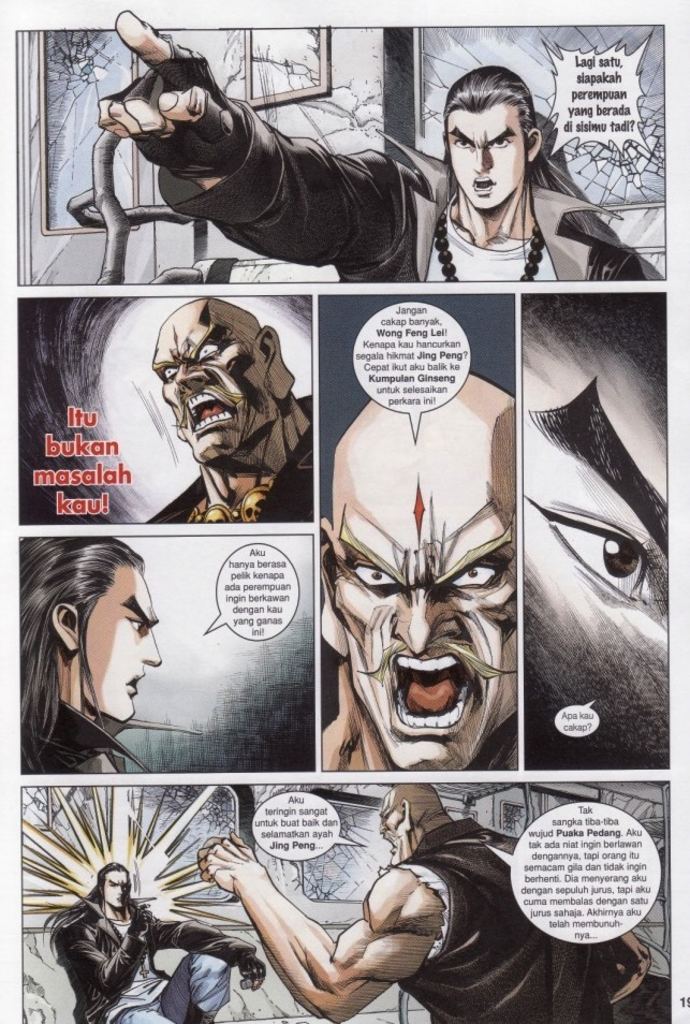 Lagi satu,
siapakah
perempuan
yang berada
di sisimu tadi?
Itu
bukan
masalah
kau!
Jangan
cakap banyak,
Wong Feng Lei!
Kenapa kau hancurkan
segala hikmat Jing Peng?
Cepat ikut aku balik ke
Kumpulan Ginseng
untuk selesaikan
perkara ini!
Aku
hanya berasa
pelik kenapa
ada perempuan
ingin berkawan
dengan kau
yang ganas
ini!
Apa kau
cakap?
Aku
teringin sangat
untuk buat baik dan
selamatkan ayah
Jing Peng...
Tak
sangka tiba-tiba
wujud Puaka Pedang. Aku
tak ada niat ingin berlawan
dengannya, tapi orang itu
semacam gila dan tidak ingin
berhenti. Dia menyerang aku
dengan sepuluh jurus, tapi aku
cuma membalas dengan satu
jurus sahaja. Akhirnya aku
telah membunuh-
nya...